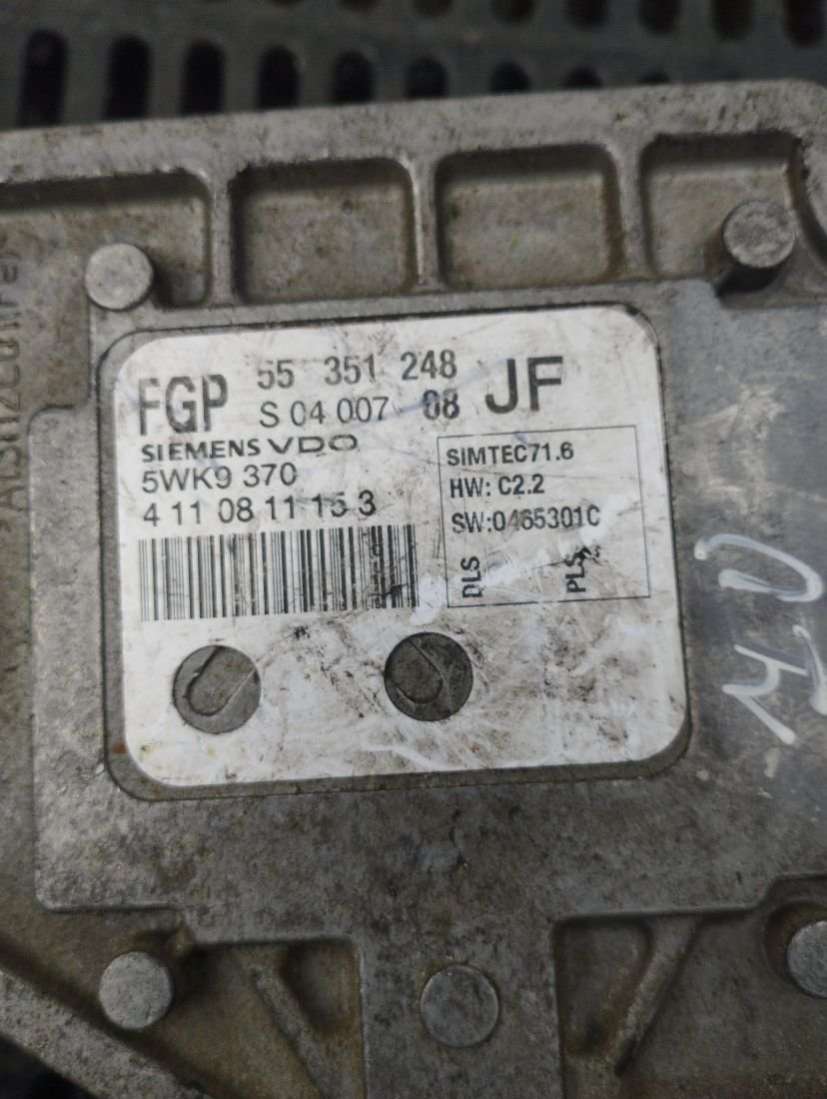 FGP 55 351 248 JF
S 04 007 08
SIEMENS VDO
5WK9 370
4 11 08 11 15 3
SIMTEC71.6
HW: C2.2
SW:0465301C
DLS PLS